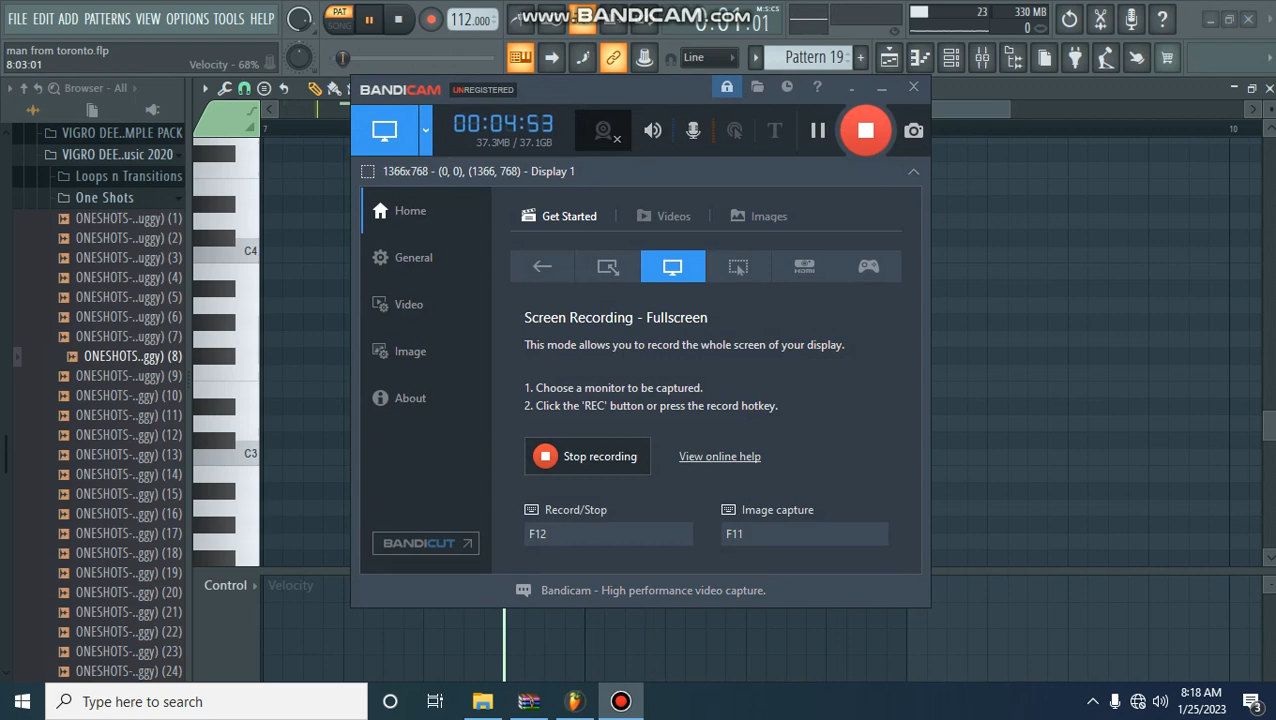 FILE EDIT ADD PATTERNS VIEW OPTIONS TOOLS HELP
PAT
112.000
www.BANDICAM.com
1:01:01
M:S:CS
23
330 MB
0
man from toronto.flp
8:03:01
Velocity - 68%
Line
Pattern 19
Browser - All
VIGRO DEE..MPLE PACK
VIGRO DEE..usic 2020
Loops n Transitions
One Shots
ONESHOTS-..uggy) (1)
ONESHOTS-..uggy) (2)
ONESHOTS-..uggy) (3)
ONESHOTS-..uggy) (4)
ONESHOTS-..uggy) (5)
ONESHOTS-..uggy) (6)
ONESHOTS-..uggy) (7)
ONESHOTS..ggy) (8)
ONESHOTS-..uggy) (9)
ONESHOTS-..ggy) (10)
ONESHOTS-..ggy) (11)
ONESHOTS-..ggy) (12)
ONESHOTS-..ggy) (13)
ONESHOTS-..ggy) (14)
ONESHOTS-..ggy) (15)
ONESHOTS-..ggy) (16)
ONESHOTS-..ggy) (17)
ONESHOTS-..ggy) (18)
ONESHOTS-..ggy) (19)
ONESHOTS-..ggy) (20)
ONESHOTS-..ggy) (21)
ONESHOTS-..ggy) (22)
ONESHOTS-..ggy) (23)
ONESHOTS-..ggy) (24)
7
10
C4
C3
Control
Velocity
BANDICAM UNREGISTERED
00:04:53
37.3MB / 37.1GB
1366x768 - (0, 0), (1366, 768) - Display 1
Home
General
Video
Image
About
BANDICUT
Get Started
Videos
Images
HDMI
Screen Recording - Fullscreen
This mode allows you to record the whole screen of your display.
1. Choose a monitor to be captured.
2. Click the 'REC' button or press the record hotkey.
Stop recording
View online help
Record/Stop
Image capture
F12
F11
Bandicam - High performance video capture.
Type here to search
8:18 AM
1/25/2023
3